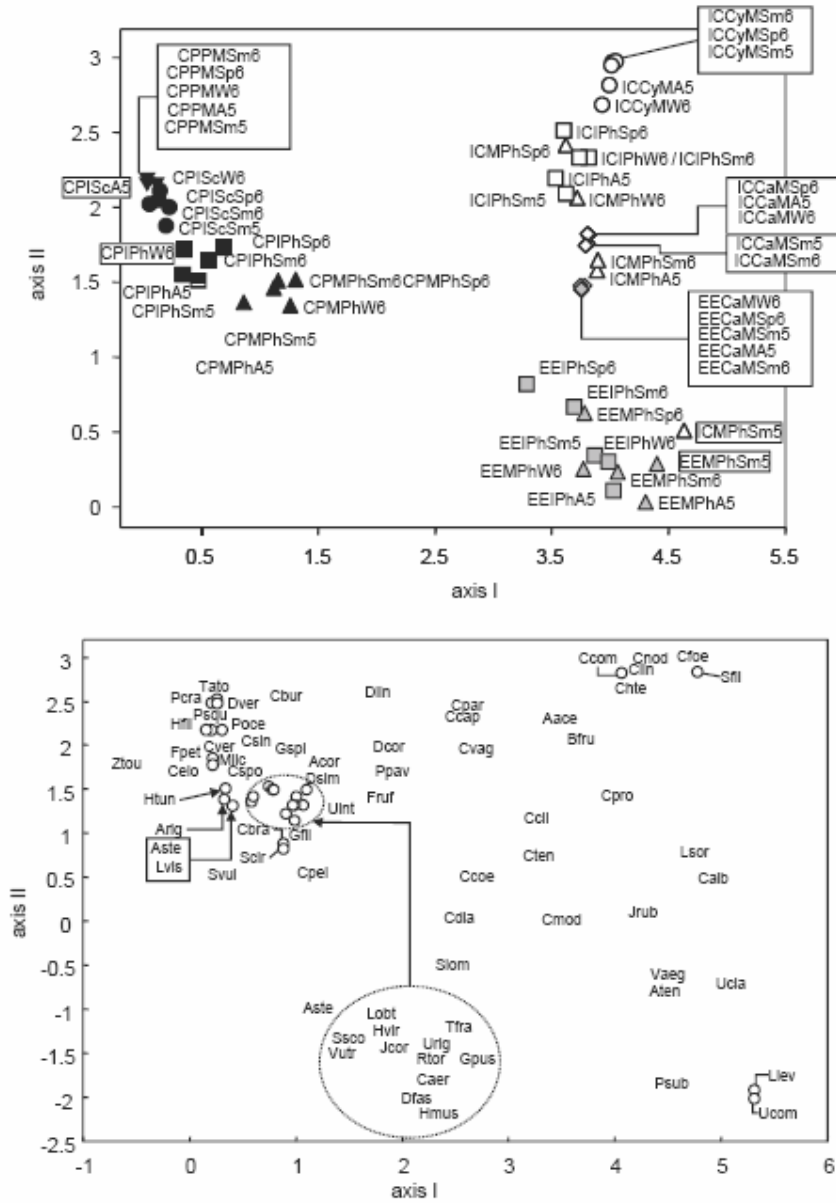 CPPMSm6
CPPMSp6
CPPMW6
CPPMA5
CPPMSm5
ICCyMSm6
ICCyMSp6
ICCyMSm5
ICCyMA5
ICCyMW6
ICIPhSp6
ICMPhSp6
ICIPhW6 / ICIPhSm6
ICIPhA5
ICIPhSm5
ICMPhW6
ICCaMSp6
ICCaMA5
ICCaMW6
ICCaMSm5
ICCaMSm6
ICMPhSm6
ICMPhA5
EECaMW6
EECaMSp6
EECaMSm5
EECaMA5
EECaMSm6
CPIScA5
CPIScW6
CPIScSp6
CPIScSm6
CPIScSm5
CPIPhW6
CPIPhSp6
CPIPhSm6
CPIPhA5
CPIPhSm5
CPMPhSm6 CPMPhSp6
CPMPhW6
CPMPhSm5
CPMPhA5
EEIPhSp6
EEIPhSm6
EEMPhSp6
ICMPhSm5
EEIPhSm5
EEIPhW6
EEMPhSm5
EEMPhW6
EEMPhSm6
EEIPhA5
EEMPhA5
3
2.5
2
1.5
1
0.5
0
axis II
0.5 1.5 2.5 3.5 4.5 5.5
axis I
3
2.5
2
1.5
1
0.5
0
-0.5
-1
-1.5
-2
-2.5
axis II
Ccom Cnod Cfoe
Clin
Sfil
Chte
Tato
Pcra
Dver
Cbur
Dlin
Psqu
Hfil
Poce
Cpar
Ccap
Aace
Bfru
Cver
Csin
Gspi
Dcor
Cvag
Fpet
Mlic
Acor
Ztou
Celo
Cspo
Dsim
Ppav
Htun
Uint
Fruf
Cpro
Arig
Cbra
Gfil
Ccil
Aste
Lvis
Scir
Svul
Cpel
Cten
Lsor
Ccoe
Calb
Cdia
Cmod
Jrub
Slom
Vaeg
Aten
Ucla
Aste
Lobt
Tfra
Hvir
Ssco
Urig
Vutr
Jcor
Rtor
Gpus
Caer
Dfas
Hmus
Psub
Llev
Ucom
-1 0 1 2 3 4 5 6
axis I